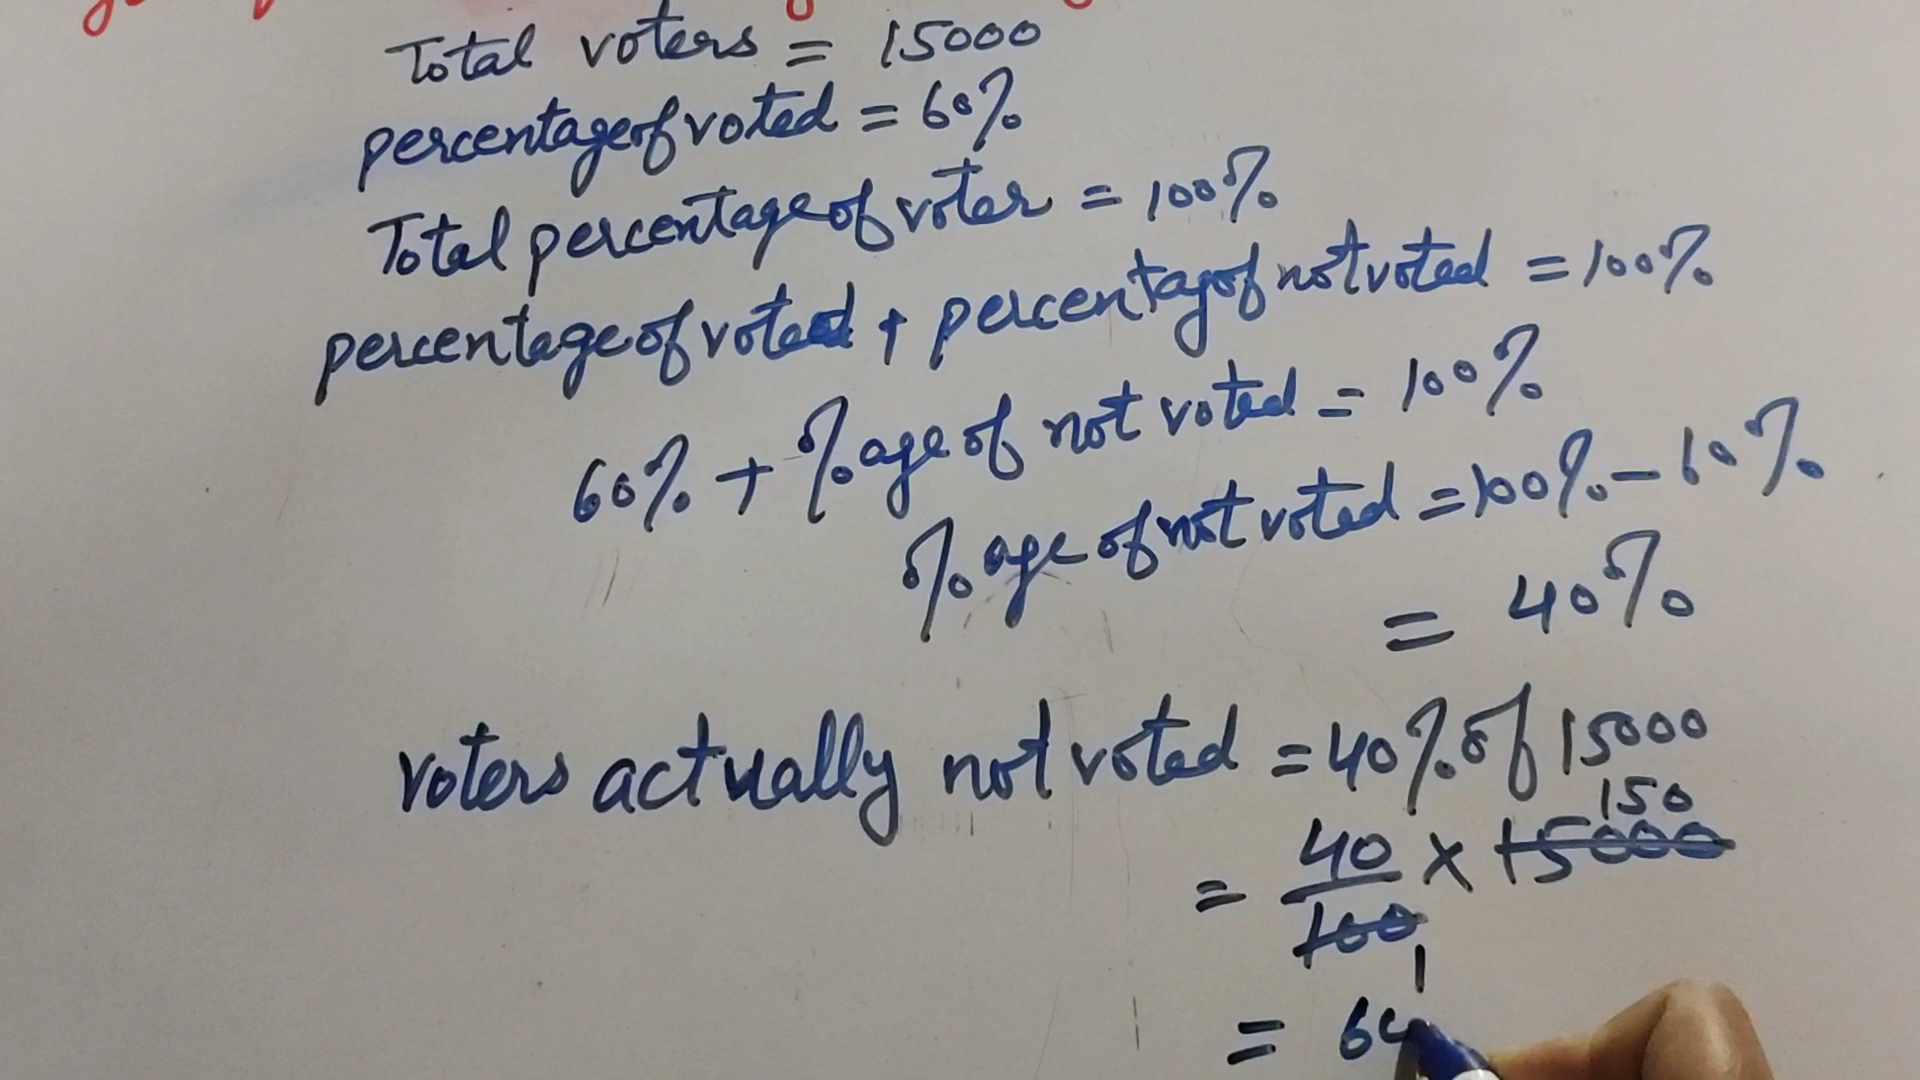 Total voters = 15000
percentage of voted = 60%
Total percentage of voter = 100%
percentage of voted + percentag of not voted = 100%
60% + %age of not voted = 100%
%age of not voted = 100% - 60%
= 40%
voters actually not voted = 40% of 15000
150
= 40/100 × 15000
1
= 60